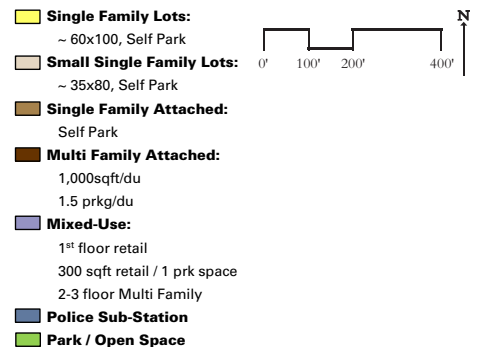 Single Family Lots:
~ 60x100, Self Park
Small Single Family Lots:
~ 35x80, Self Park
Single Family Attached:
Self Park
Multi Family Attached:
1,000sqft/du
1.5 prkg/du
Mixed-Use:
1st floor retail
300 sqft retail / 1 prk space
2-3 floor Multi Family
Police Sub-Station
Park / Open Space
N
0' 100' 200' 400'